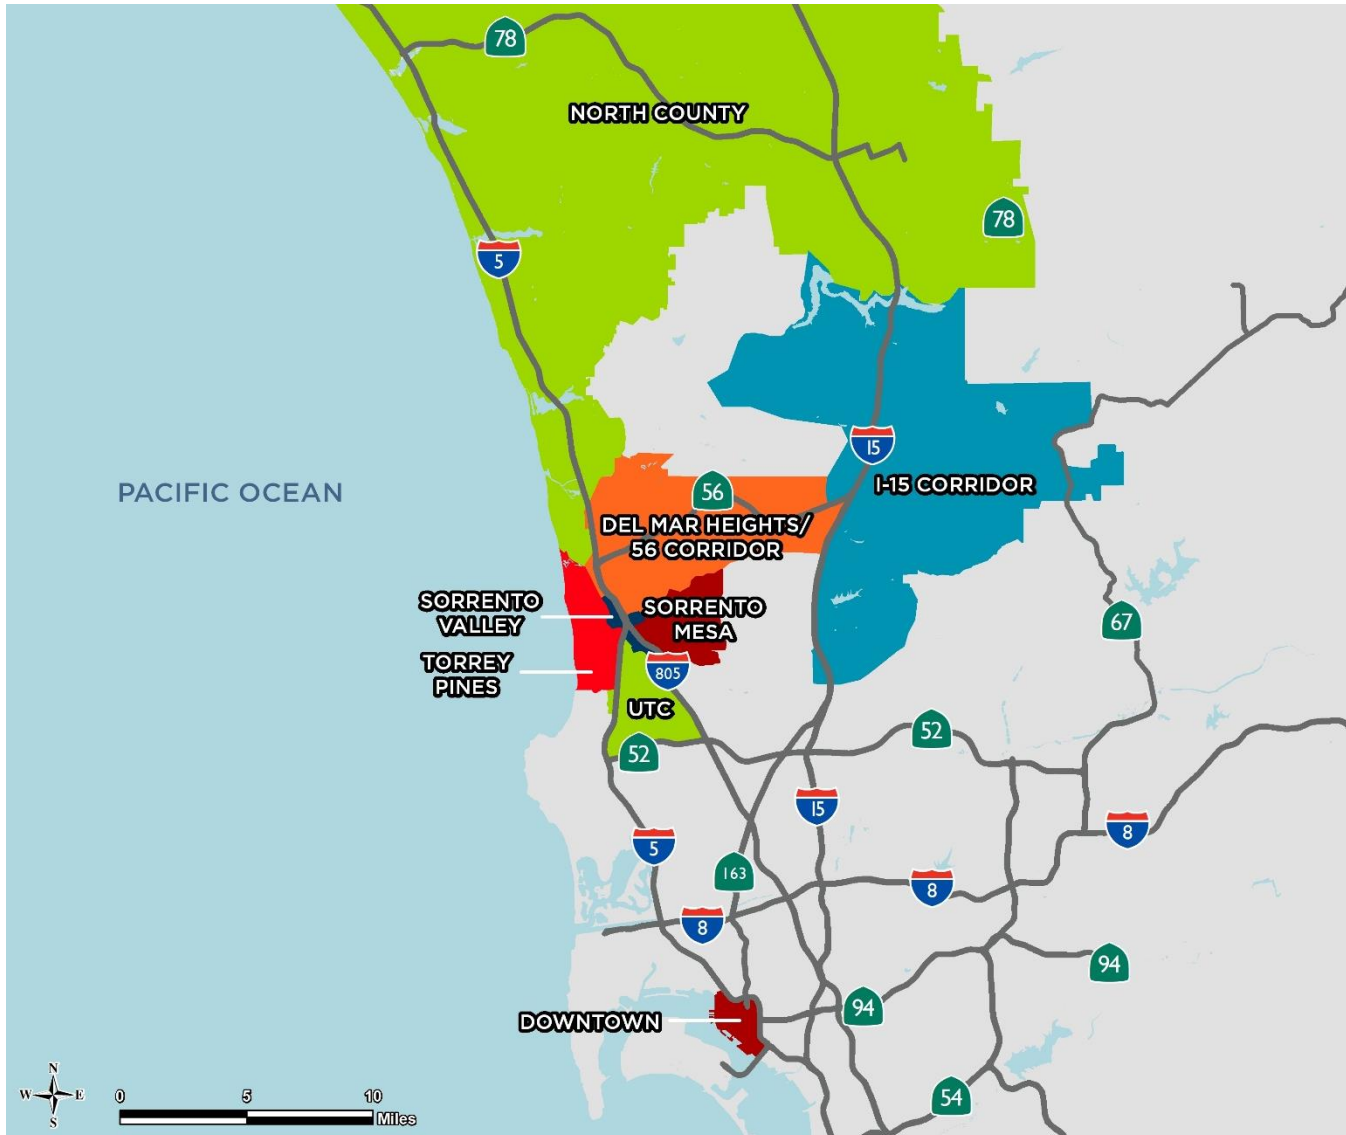 78
NORTH COUNTY
78
5
15
I-15 CORRIDOR
56
PACIFIC OCEAN
DEL MAR HEIGHTS/
56 CORRIDOR
SORRENTO
VALLEY
SORRENTO
MESA
67
TORREY
PINES
805
UTC
52
52
15
8
5
163
8
8
94
94
DOWNTOWN
54
N
W E
S
0 5 10
Miles